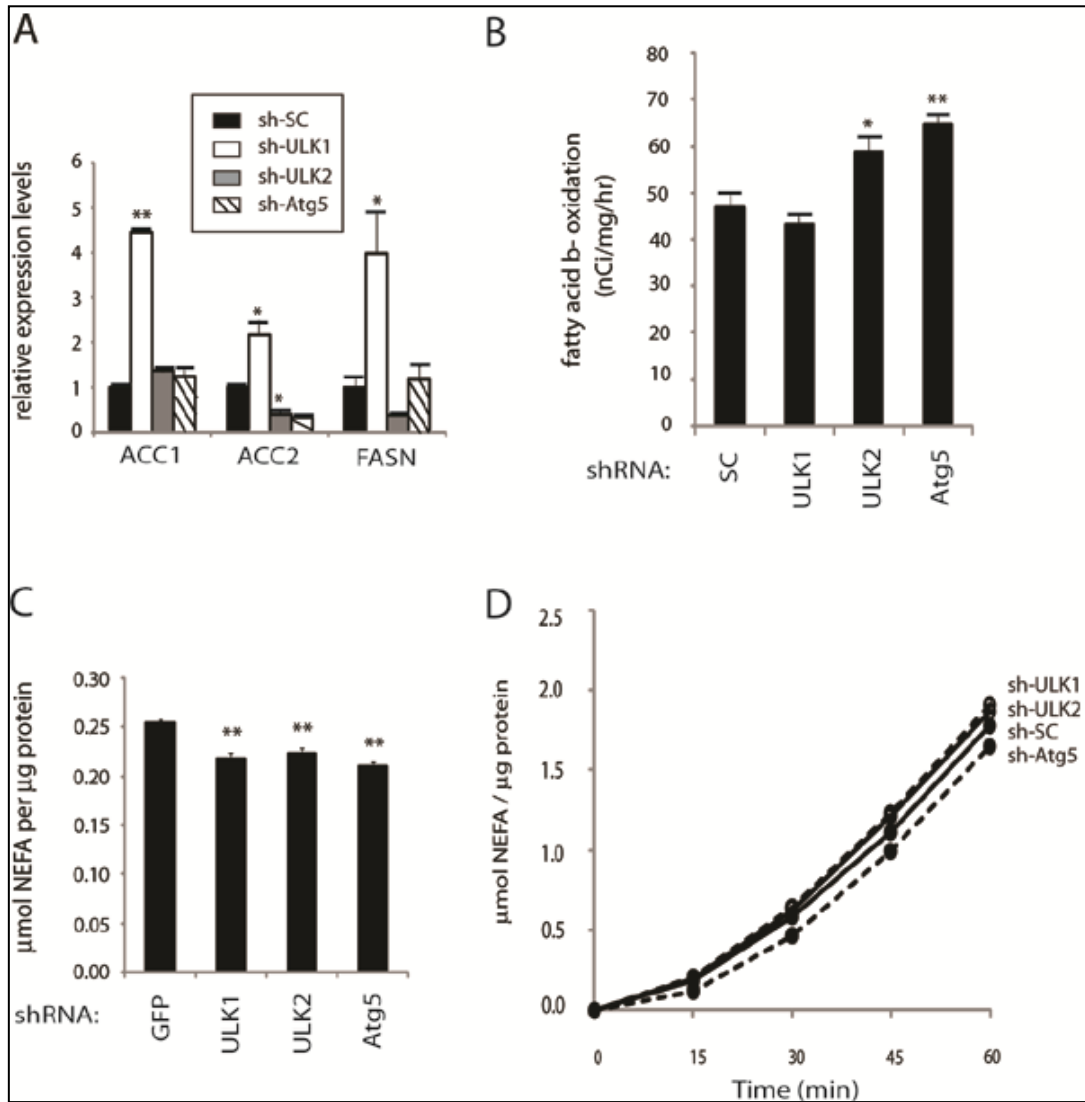 A
relative expression levels
6
5
4
3
2
1
0
sh-SC
sh-ULK1
sh-ULK2
sh-Atg5
**
*
*
*
ACC1
ACC2
FASN
B
fatty acid b- oxidation
(nCi/mg/hr)
80
70
60
50
40
30
20
10
0
*
**
shRNA:
SC
ULK1
ULK2
Atg5
C
µmol NEFA per µg protein
0.30
0.25
0.20
0.15
0.10
0.05
0.00
**
**
**
shRNA:
GFP
ULK1
ULK2
Atg5
D
µmol NEFA / µg protein
2.5
2.0
1.5
1.0
0.5
0.0
sh-ULK1
sh-ULK2
sh-SC
sh-Atg5
0
15
30
45
60
Time (min)